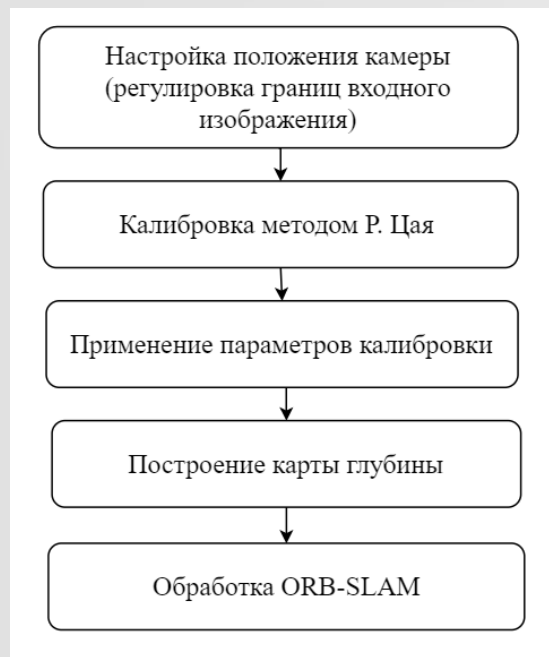 Настройка положения камеры
(регулировка границ входного
изображения)
Калибровка методом Р. Цая
Применение параметров калибровки
Построение карты глубины
Обработка ORB-SLAM